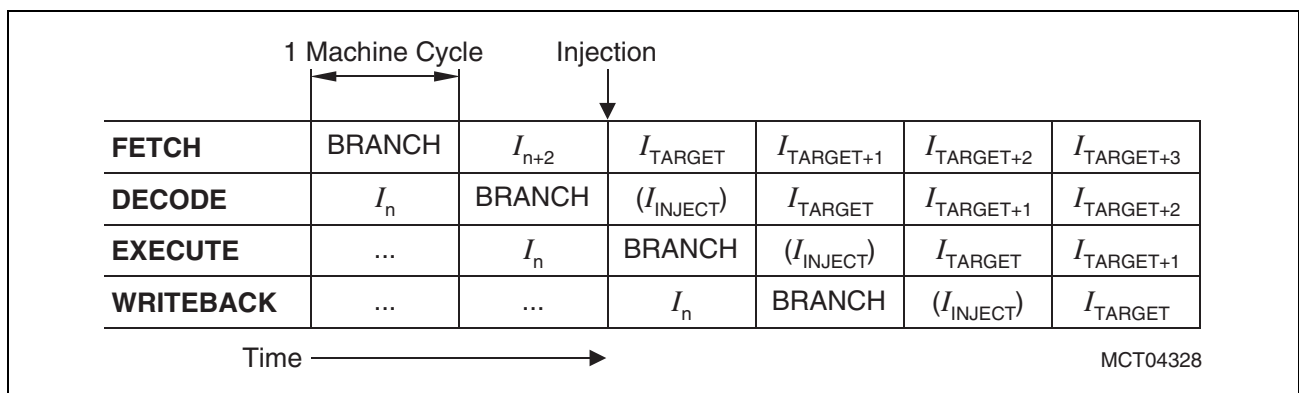 1 Machine Cycle Injection
FETCH BRANCH In+2 ITARGET ITARGET+1 ITARGET+2 ITARGET+3
DECODE In BRANCH (IINJECT) ITARGET ITARGET+1 ITARGET+2
EXECUTE ... In BRANCH (IINJECT) ITARGET ITARGET+1
WRITEBACK ... ... In BRANCH (IINJECT) ITARGET
Time MCT04328